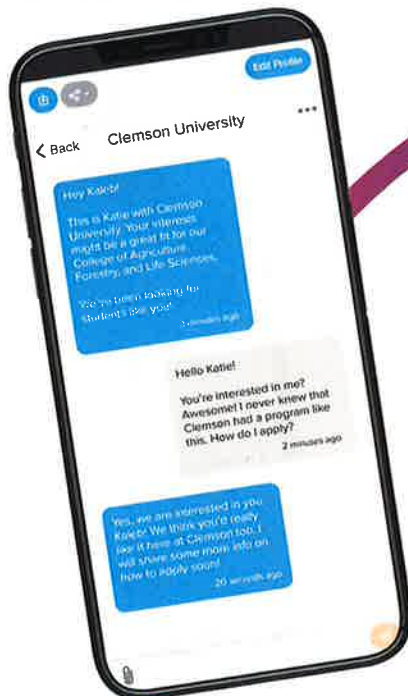 Edit Profile
Back
Clemson University
Hey Kaleb!
This is Katie with Clemson
University. Your interests
might be a great fit for our
College of Agriculture,
Forestry, and Life Sciences.
We've been looking for
students like you!
minutes ago
Hello Katie!
You're interested in me?
Awesome! I never knew that
Clemson had a program like
this. How do I apply?
2 minutes ago
Yes, we are interested in you
Kaleb! We think you'd really
like it here at Clemson too. I
will share some more info on
how to apply soon!
20 seconds ago